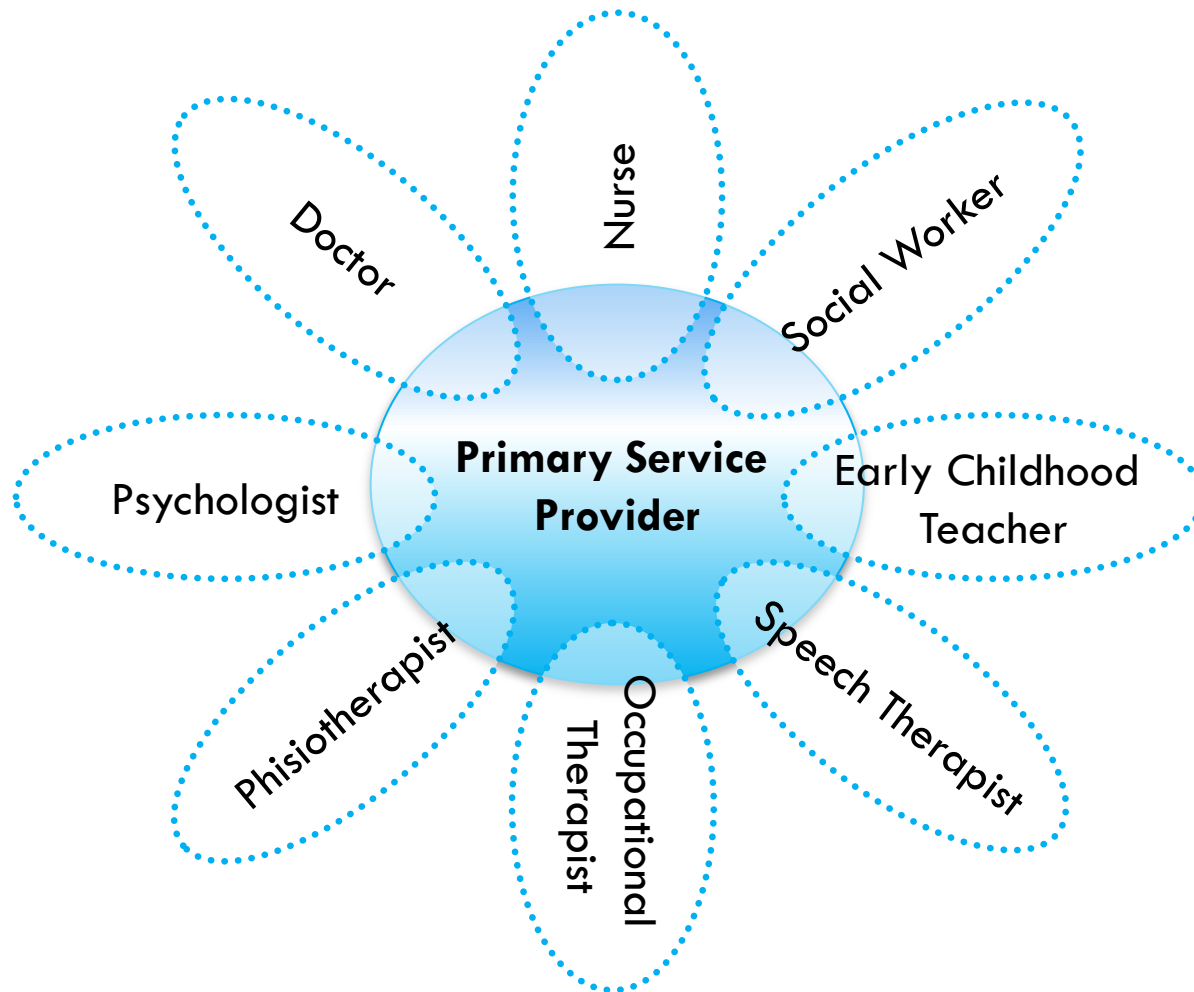 Nurse
Doctor
Social Worker
Primary Service
Provider
Psychologist
Early Childhood
Teacher
Phisiotherapist
Occupational
Therapist
Speech Therapist